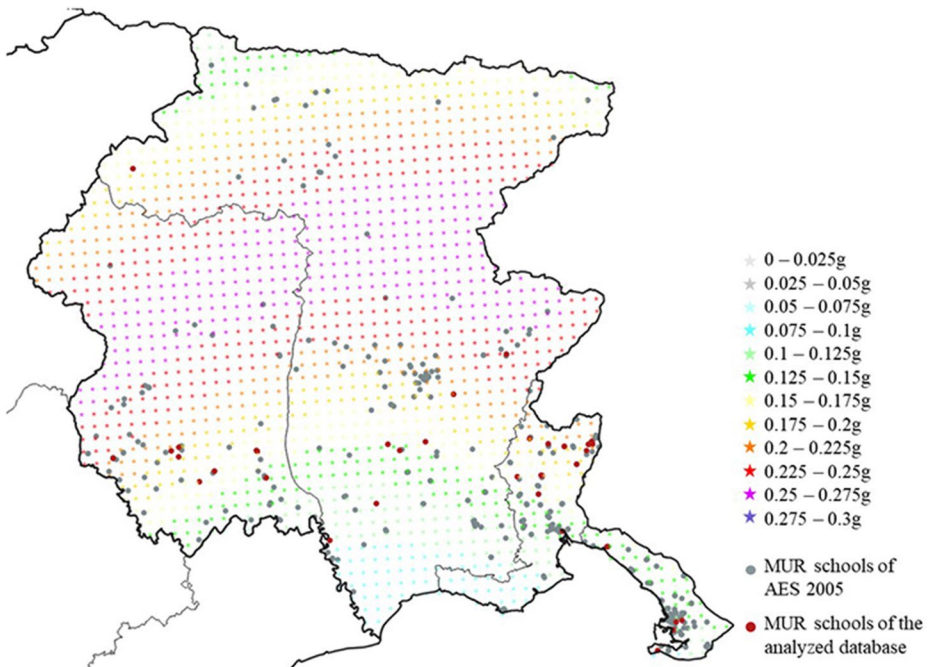 0 – 0.025g
0.025 – 0.05g
0.05 – 0.075g
0.075 – 0.1g
0.1 – 0.125g
0.125 – 0.15g
0.15 – 0.175g
0.175 – 0.2g
0.2 – 0.225g
0.225 – 0.25g
0.25 – 0.275g
0.275 – 0.3g
MUR schools of
AES 2005
MUR schools of the
analyzed database